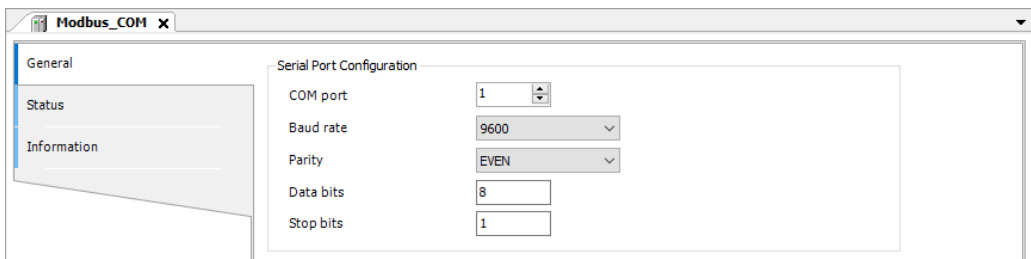 Modbus_COM
General
Status
Information
Serial Port Configuration
COM port 1
Baud rate 9600
Parity EVEN
Data bits 8
Stop bits 1